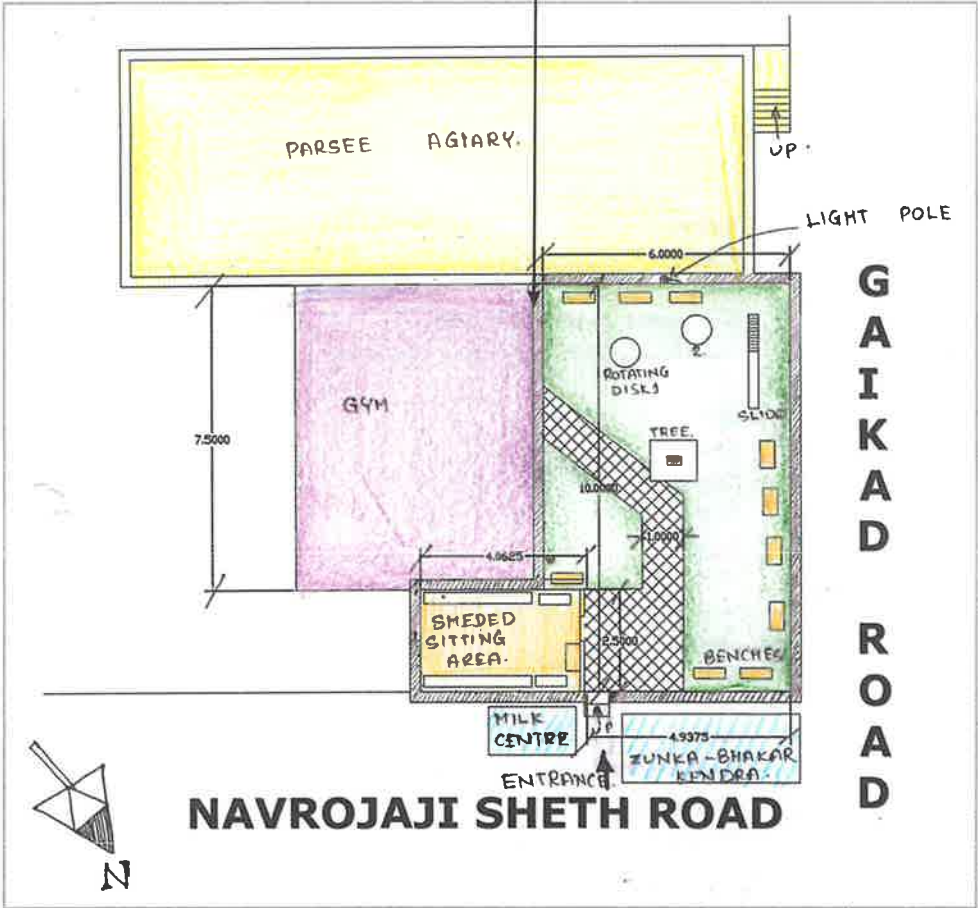 PARSEE AGIARY.
UP.
LIGHT POLE
6.0000
GAIKAD ROAD
2.
ROTATING
DISKS
SLIDE
GYM
7.5000
TREE.
10.0000
1.0000
4.0625
SHEDED
SITTING
AREA.
2.5000
BENCHES
MILK
CENTRE
UP
4.9375
ZUNKA-BHAKAR
KENDRA.
ENTRANCE.
NAVROJAJI SHETH ROAD
N